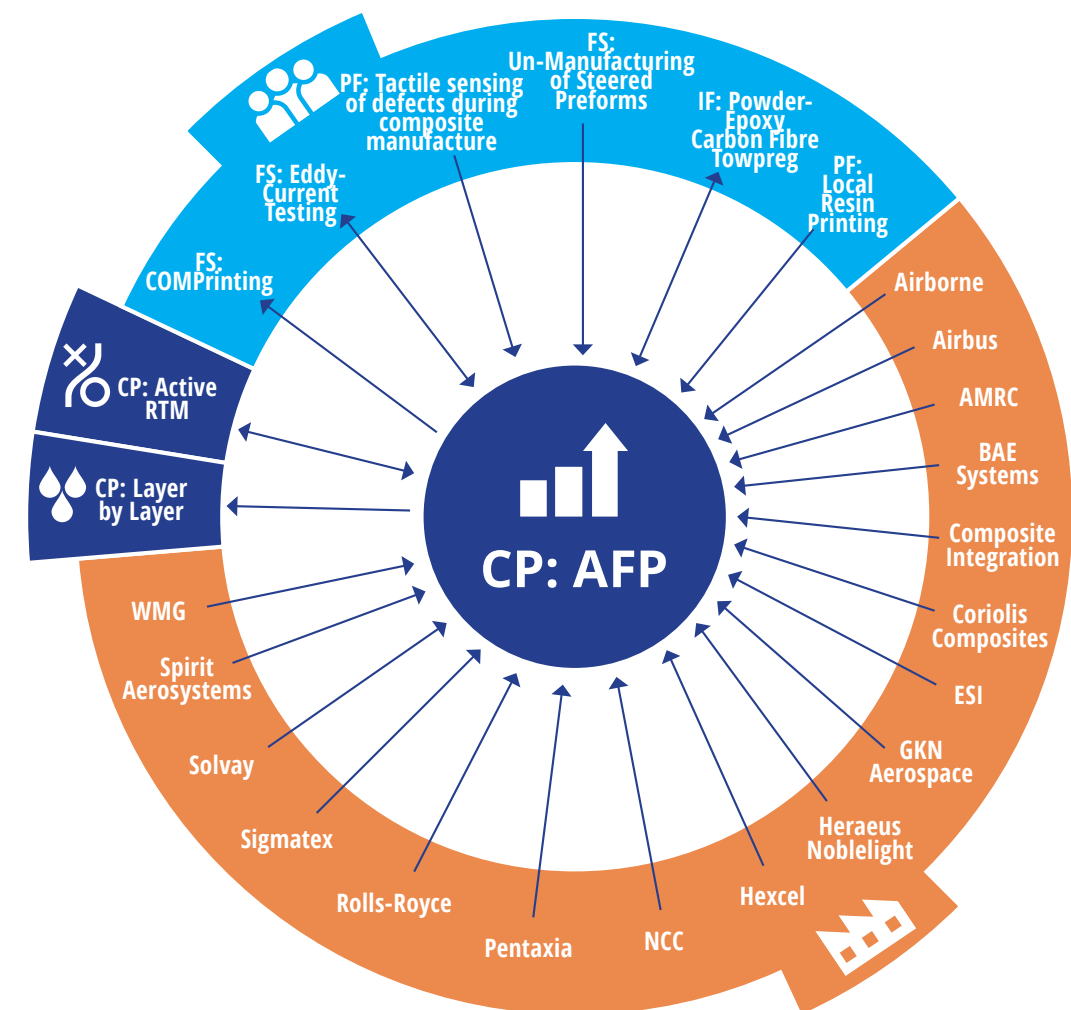 FS:
Un-Manufacturing
of Steered
Preforms
IF: Powder-
Epoxy
Carbon Fibre
Towpreg
PF:
Local
Resin
Printing
Airborne
Airbus
AMRC
BAE
Systems
Composite
Integration
Coriolis
Composites
ESI
GKN
Aerospace
Heraeus
Noblelight
Hexcel
NCC
Pentaxia
Rolls-Royce
Sigmatex
Solvay
Spirit
Aerosystems
WMG
CP: Layer
by Layer
CP: Active
RTM
FS:
COMPrinting
FS: Eddy-
Current
Testing
PF: Tactile sensing
of defects during
composite
manufacture
CP: AFP